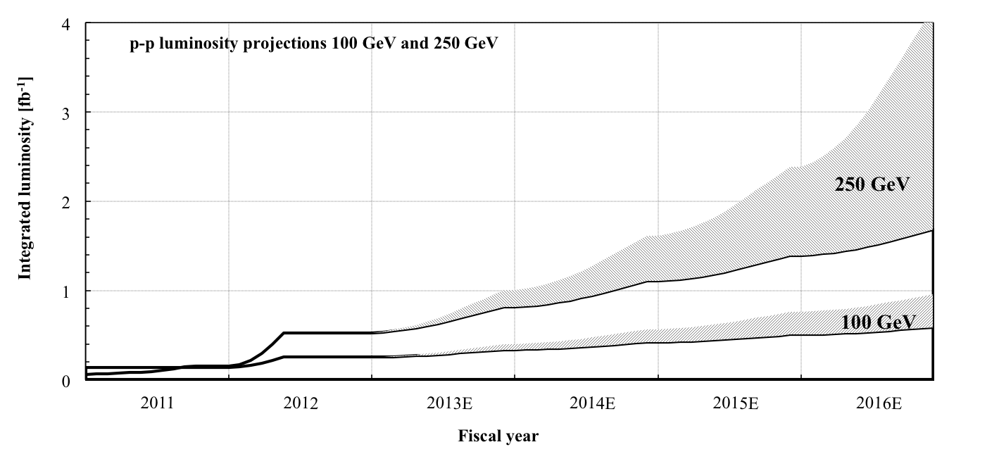 p-p luminosity projections 100 GeV and 250 GeV
Integrated luminosity [fb⁻¹]
4
3
2
1
0
250 GeV
100 GeV
2011 2012 2013E 2014E 2015E 2016E
Fiscal year